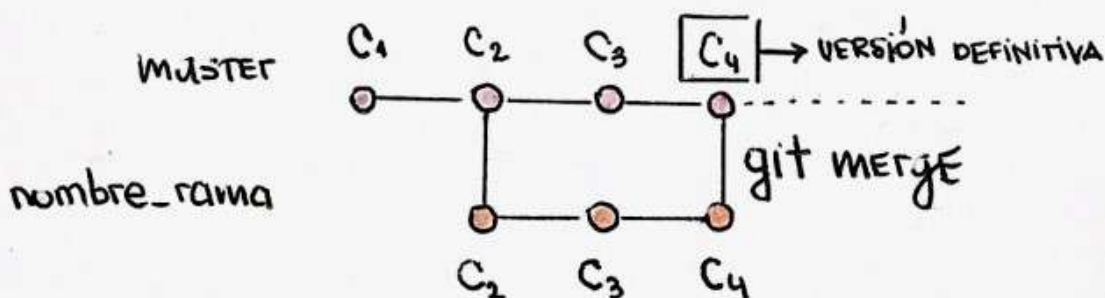 C1 C2 C3 C4 → VERSIÓN DEFINITIVA
master
git merge
nombre_rama
C2 C3 C4